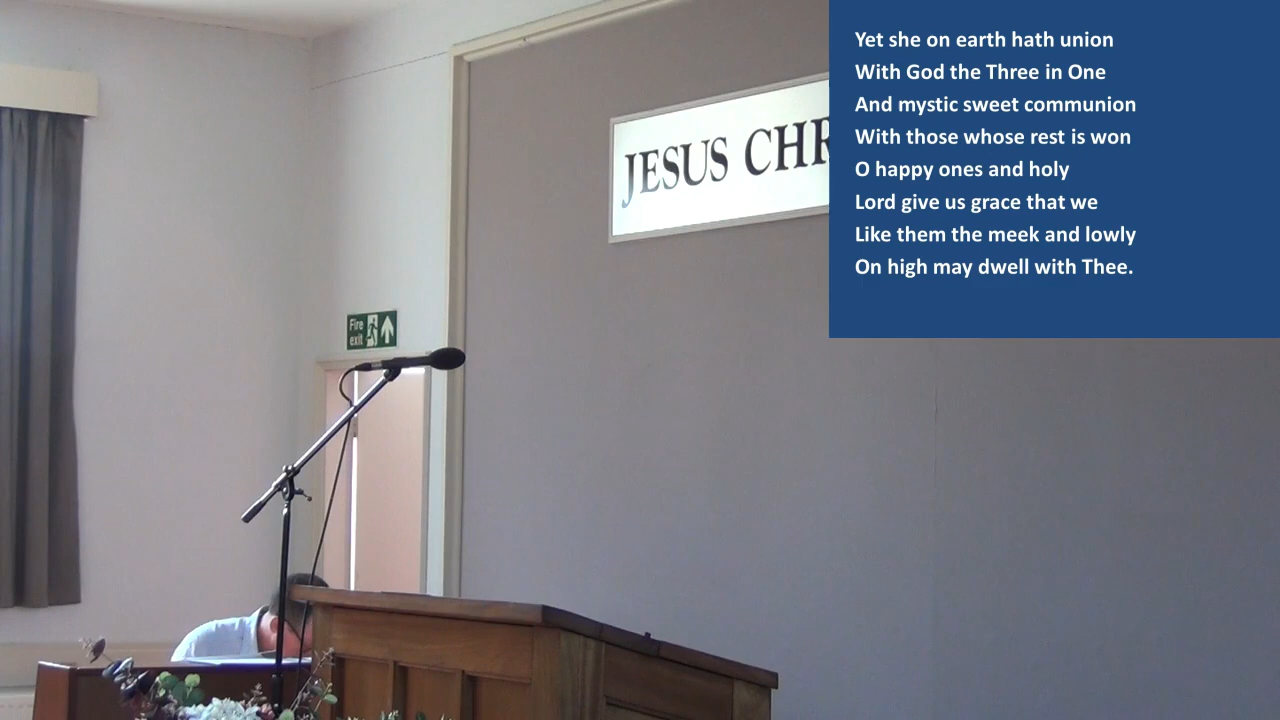 Yet she on earth hath union
With God the Three in One
And mystic sweet communion
With those whose rest is won
O happy ones and holy
Lord give us grace that we
Like them the meek and lowly
On high may dwell with Thee.
JESUS CHR
Fire
exit